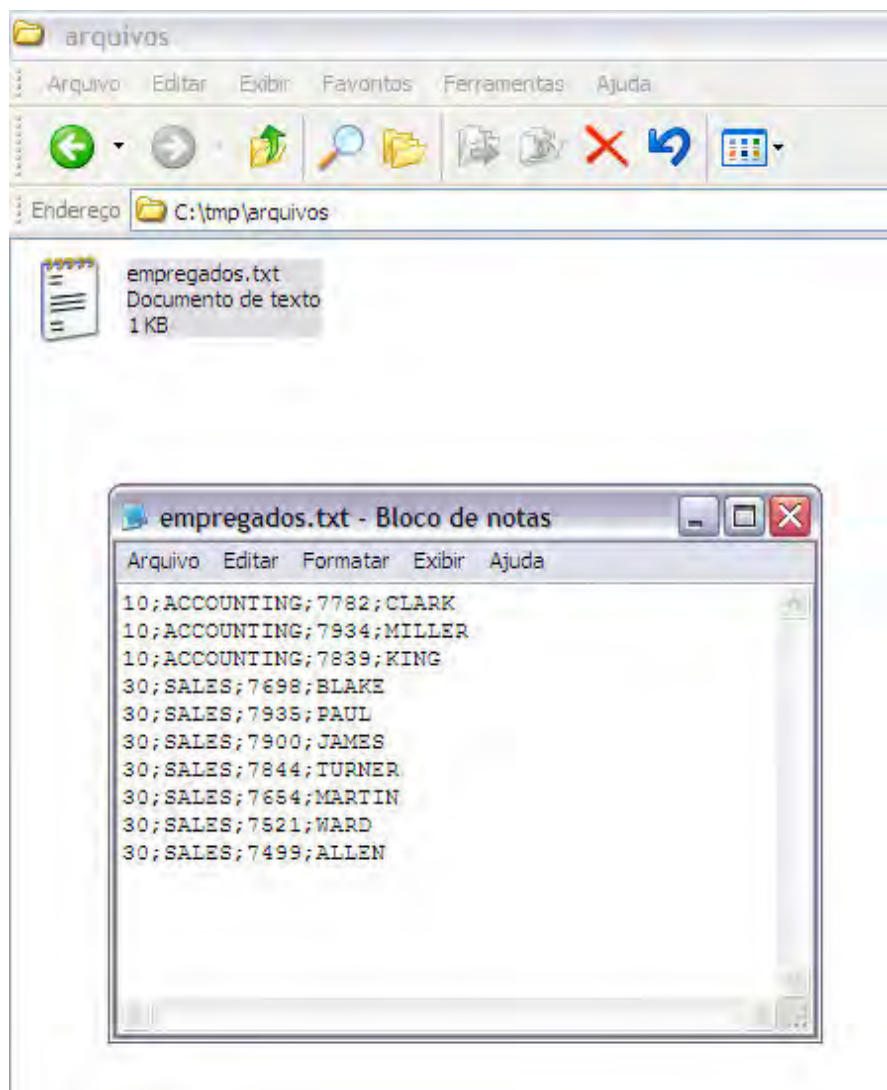 arquivos
Arquivo Editar Exibir Favoritos Ferramentas Ajuda
Endereço C:\tmp\arquivos
empregados.txt
Documento de texto
1 KB
empregados.txt - Bloco de notas
Arquivo Editar Formatar Exibir Ajuda
10;ACCOUNTING;7782;CLARK
10;ACCOUNTING;7934;MILLER
10;ACCOUNTING;7839;KING
30;SALES;7698;BLAKE
30;SALES;7935;PAUL
30;SALES;7900;JAMES
30;SALES;7844;TURNER
30;SALES;7654;MARTIN
30;SALES;7521;WARD
30;SALES;7499;ALLEN